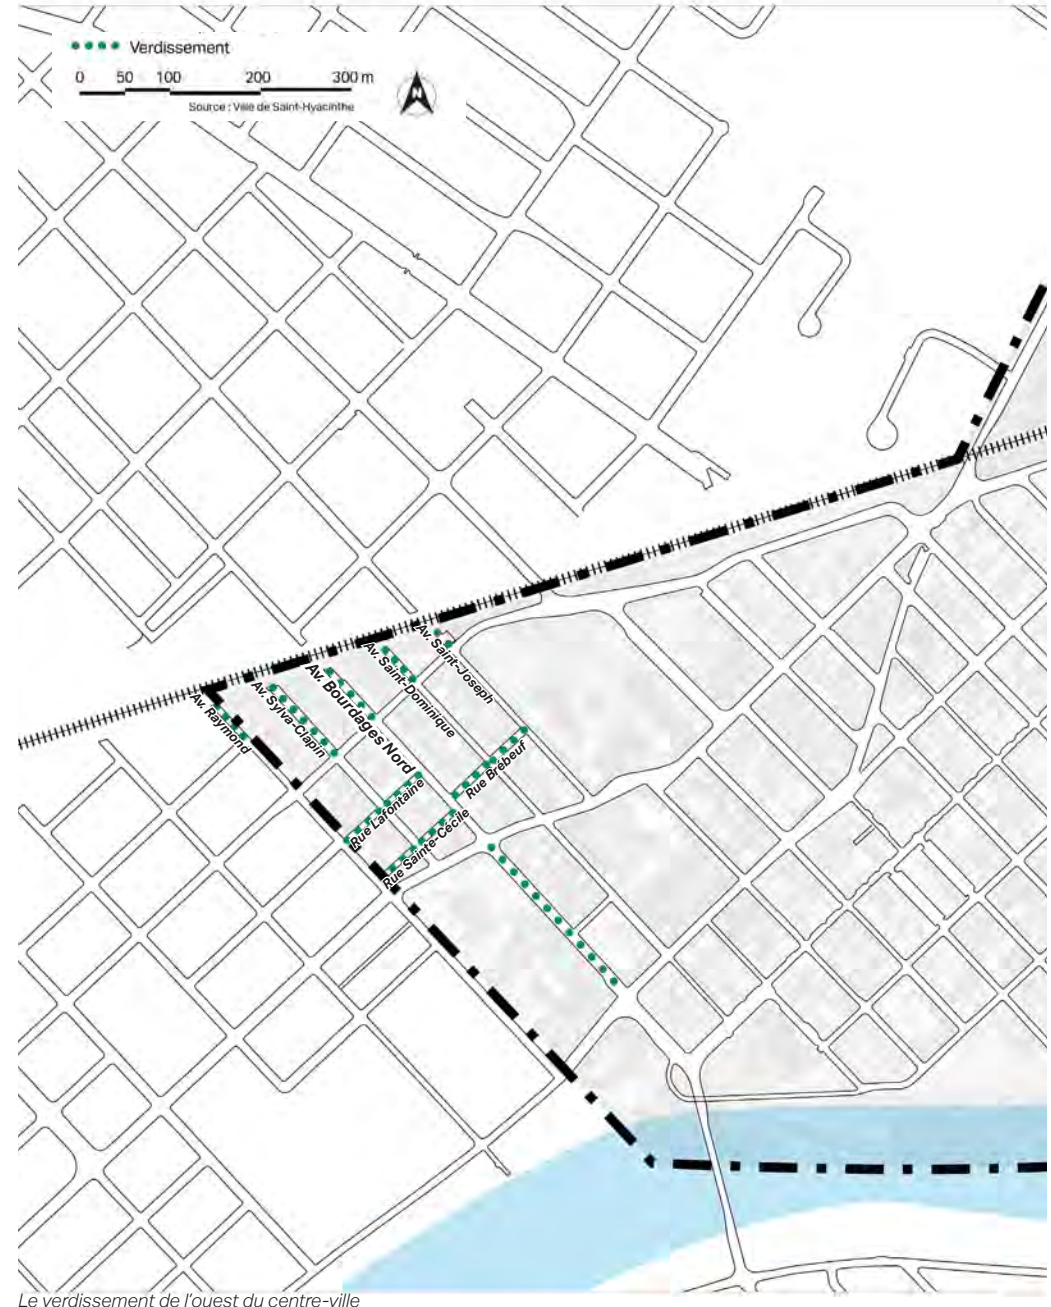 Verdissement
0 50 100 200 300 m
Source : Ville de Saint-Hyacinthe
N
Av. Saint-Joseph
Av. Saint-Dominique
Av. Bourdages Nord
Av. Sylva-Clapin
Av. Raymond
Rue Brébeuf
Rue Lafontaine
Rue Sainte-Cécile
Le verdissement de l'ouest du centre-ville